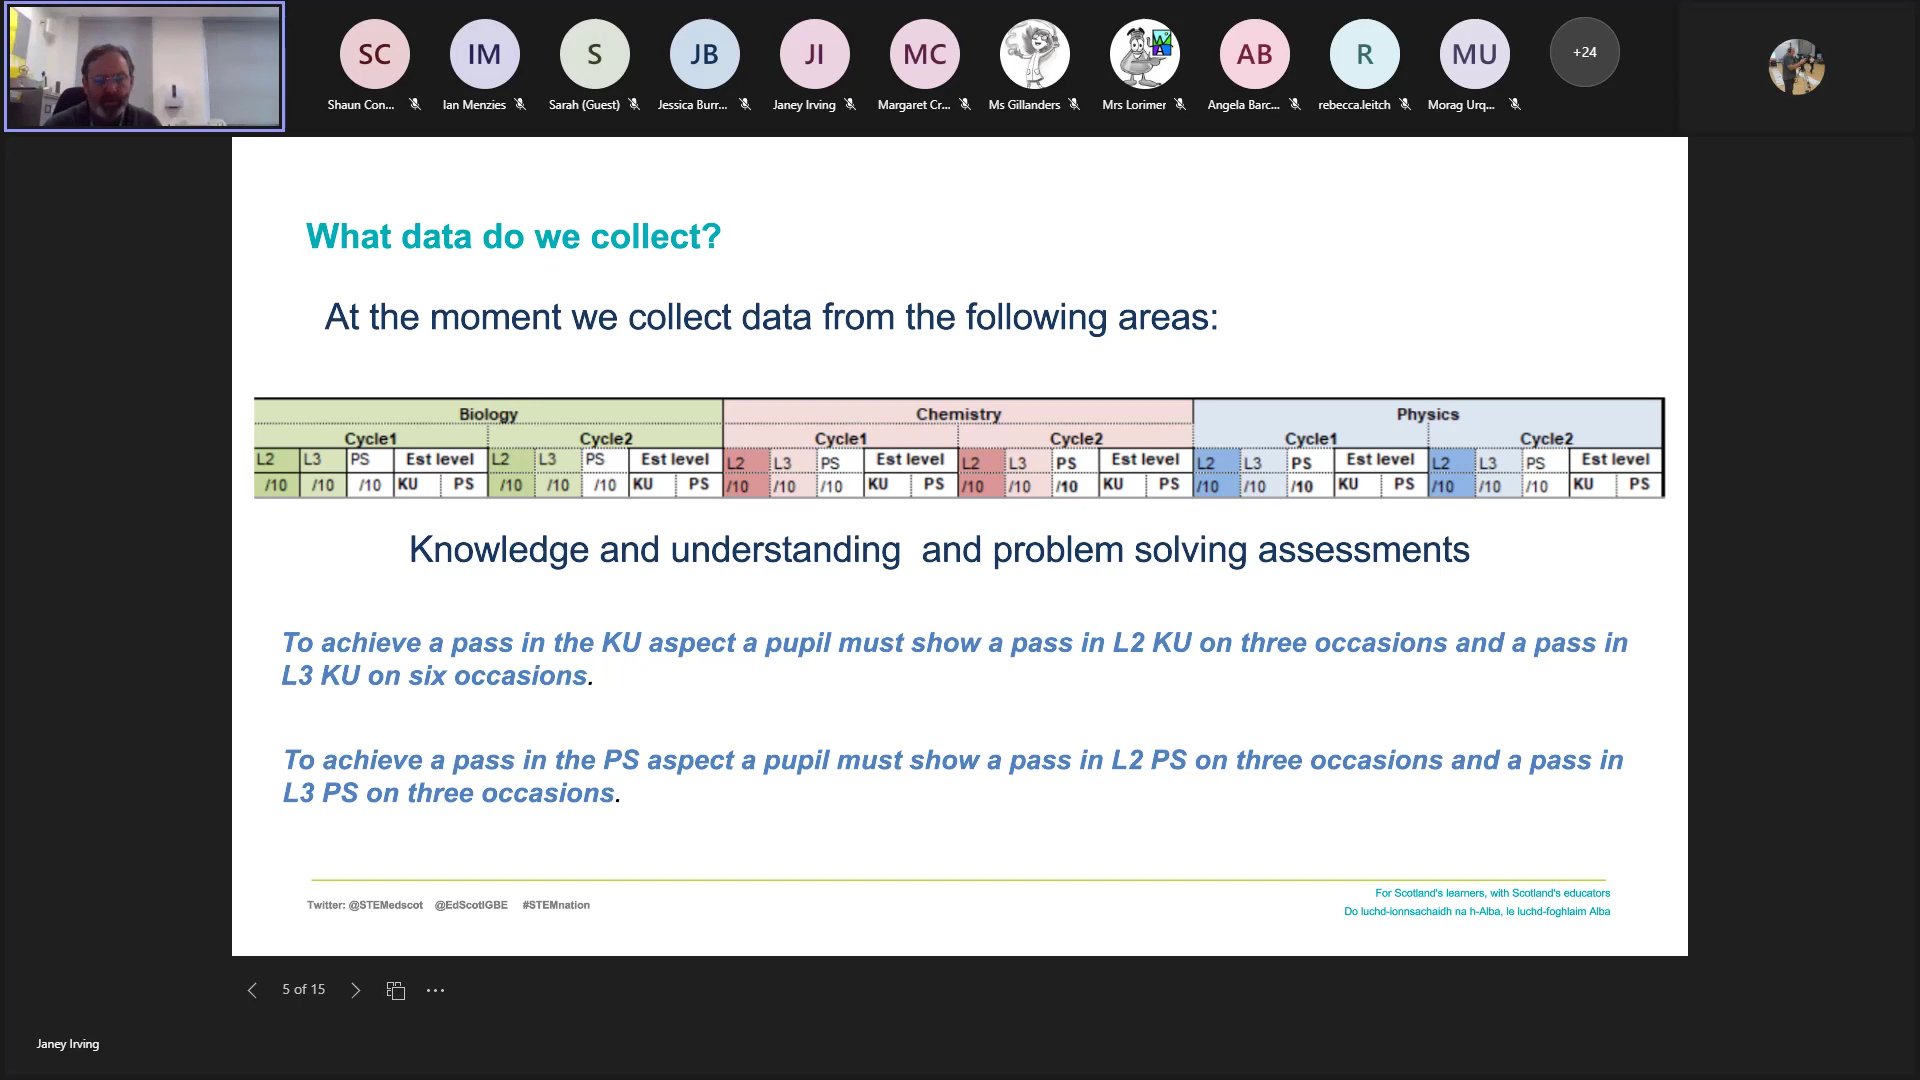 SC IM S JB JI MC AB R MU +24
Shaun Con... Ian Menzies Sarah (Guest) Jessica Burr... Janey Irving Margaret Cr... Ms Gillanders Mrs Lorimer Angela Barc... rebecca.leitch Morag Urq...
What data do we collect?
At the moment we collect data from the following areas:
Biology Chemistry Physics
Cycle1 Cycle2 Cycle1 Cycle2 Cycle1 Cycle2
L2 L3 PS Est level L2 L3 PS Est level L2 L3 PS Est level L2 L3 PS Est level L2 L3 PS Est level L2 L3 PS Est level
/10 /10 /10 KU PS /10 /10 /10 KU PS /10 /10 /10 KU PS /10 /10 /10 KU PS /10 /10 /10 KU PS /10 /10 /10 KU PS
Knowledge and understanding and problem solving assessments
To achieve a pass in the KU aspect a pupil must show a pass in L2 KU on three occasions and a pass in
L3 KU on six occasions.
To achieve a pass in the PS aspect a pupil must show a pass in L2 PS on three occasions and a pass in
L3 PS on three occasions.
Twitter: @STEMedscot @EdScotIGBE #STEMnation
For Scotland's learners, with Scotland's educators
Do luchd-ionnsachaidh na h-Alba, le luchd-foghlaim Alba
5 of 15
Janey Irving